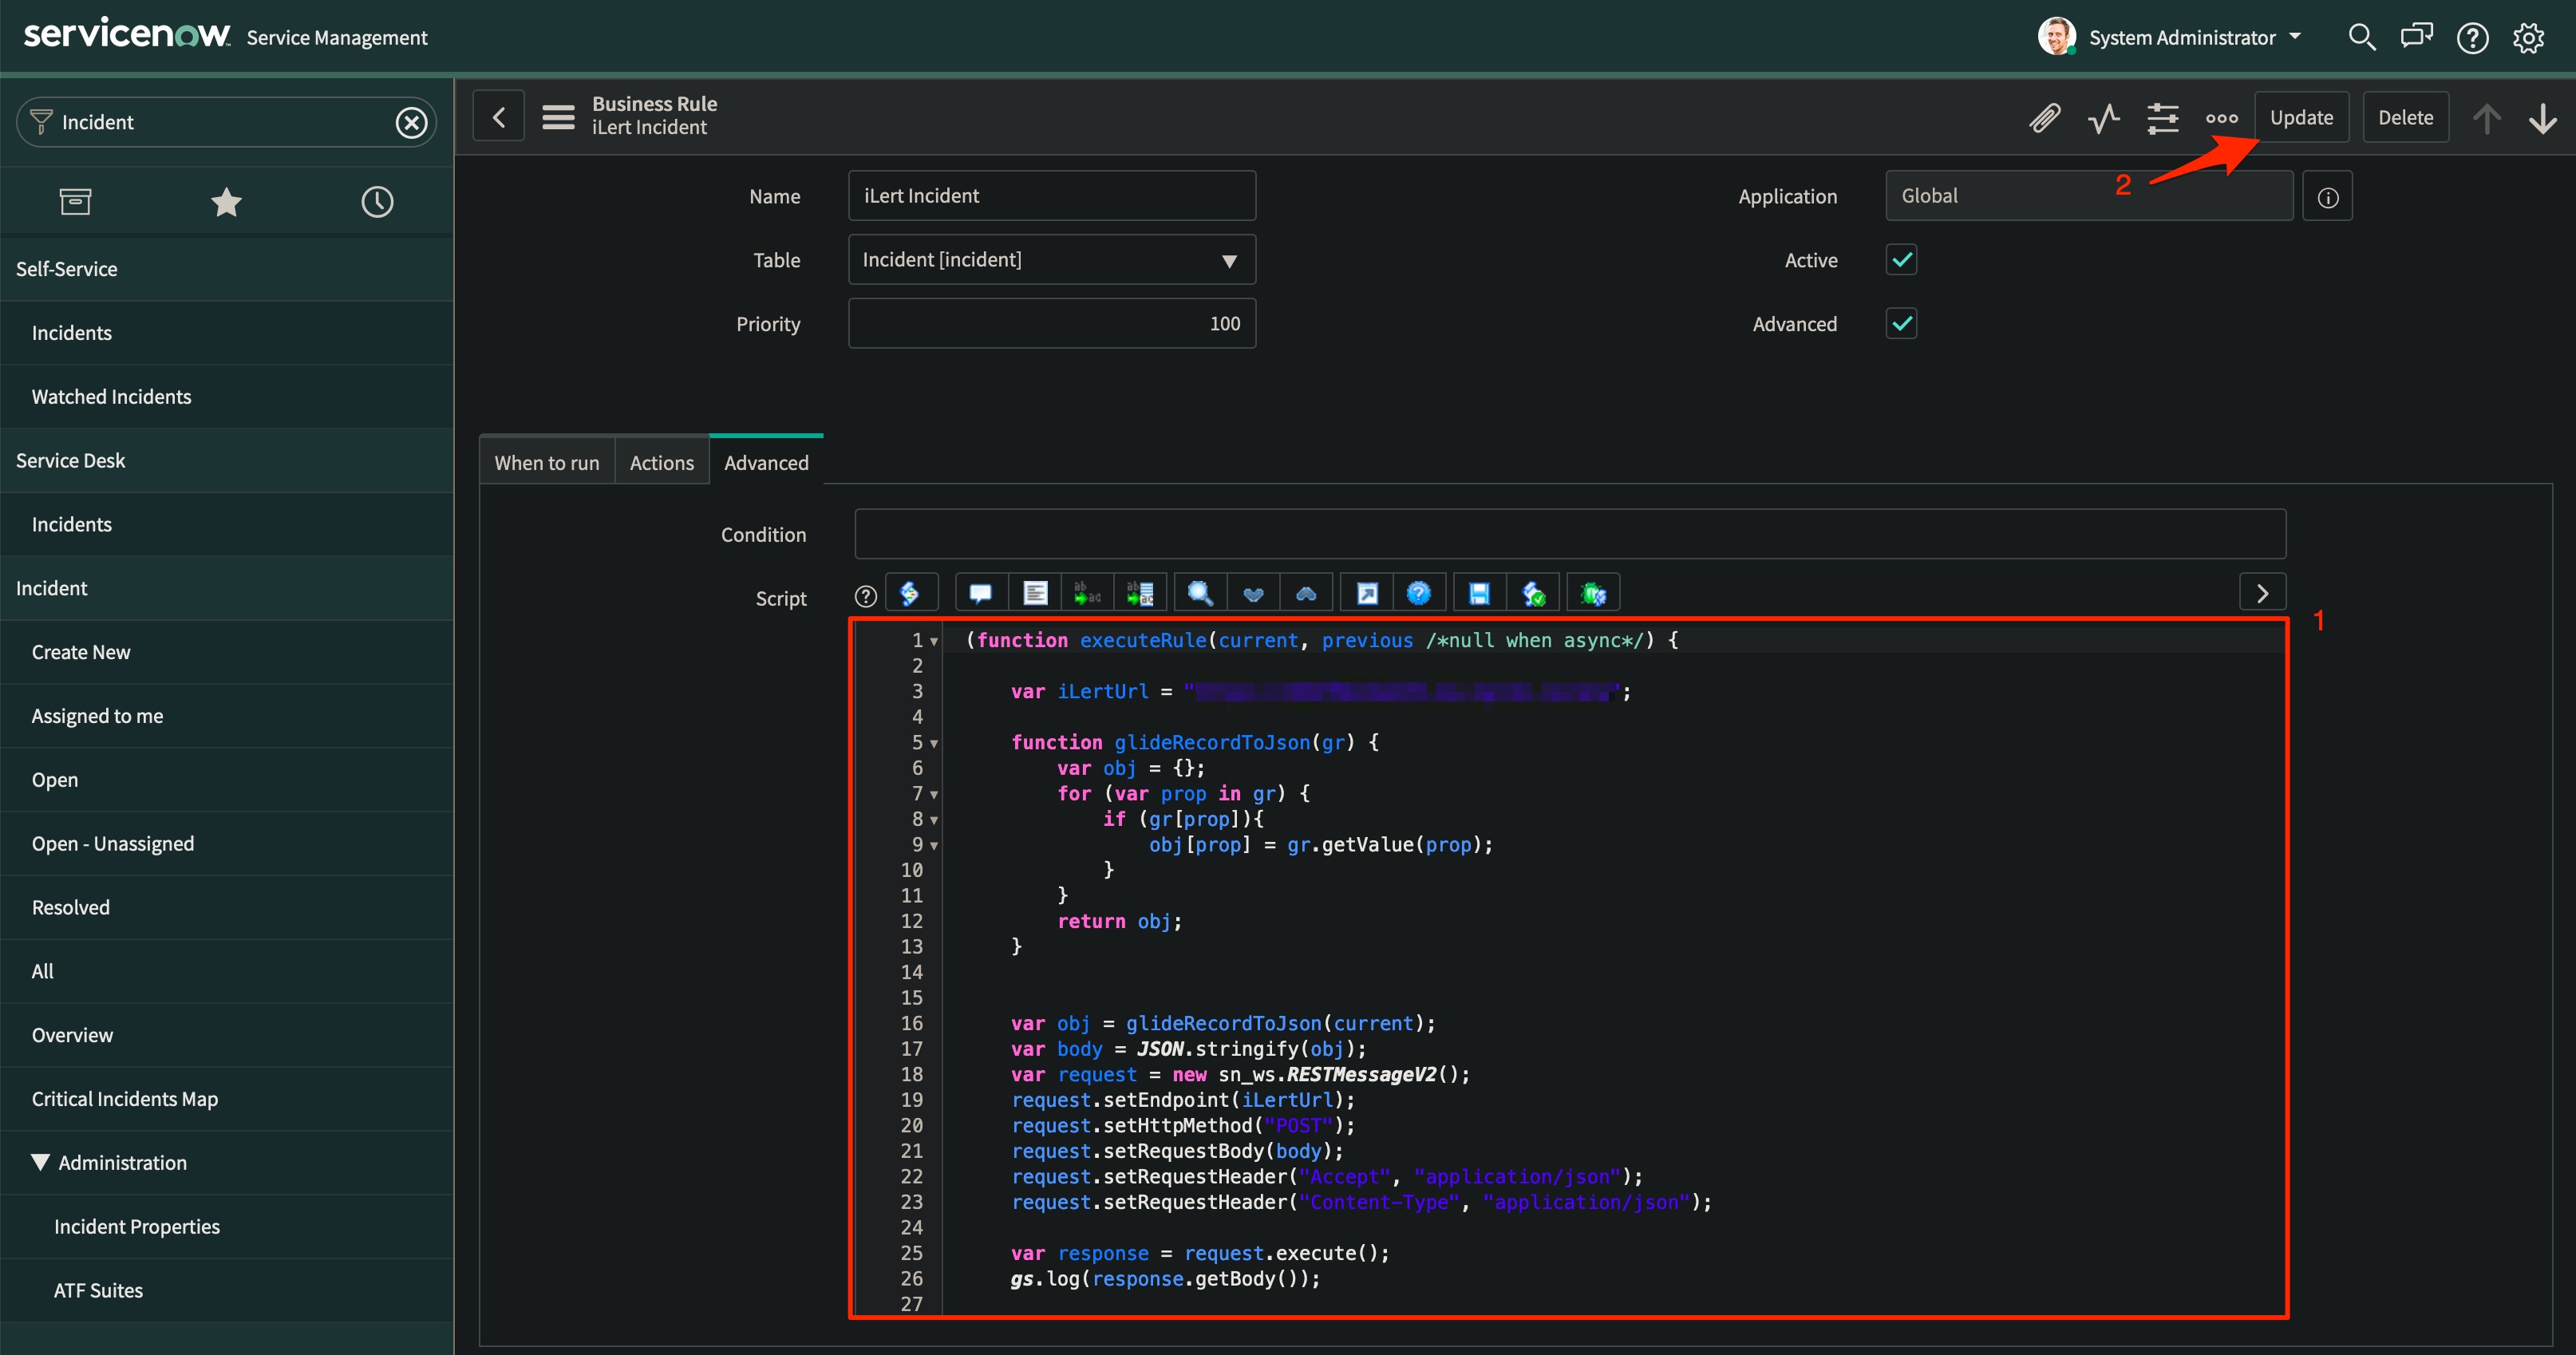 servicenow Service Management
System Administrator
Incident
Self-Service
Incidents
Watched Incidents
Service Desk
Incidents
Incident
Create New
Assigned to me
Open
Open - Unassigned
Resolved
All
Overview
Critical Incidents Map
Administration
Incident Properties
ATF Suites
Business Rule
iLert Incident
Update
Delete
2
Name
iLert Incident
Application
Global
Table
Incident [incident]
Active
Priority
100
Advanced
When to run
Actions
Advanced
Condition
Script
1
1 (function executeRule(current, previous /*null when async*/) {
2
3 var iLertUrl = "";
4
5 function glideRecordToJson(gr) {
6 var obj = {};
7 for (var prop in gr) {
8 if (gr[prop]){
9 obj[prop] = gr.getValue(prop);
10 }
11 }
12 return obj;
13 }
14
15
16 var obj = glideRecordToJson(current);
17 var body = JSON.stringify(obj);
18 var request = new sn_ws.RESTMessageV2();
19 request.setEndpoint(iLertUrl);
20 request.setHttpMethod("POST");
21 request.setRequestBody(body);
22 request.setRequestHeader("Accept", "application/json");
23 request.setRequestHeader("Content-Type", "application/json");
24
25 var response = request.execute();
26 gs.log(response.getBody());
27